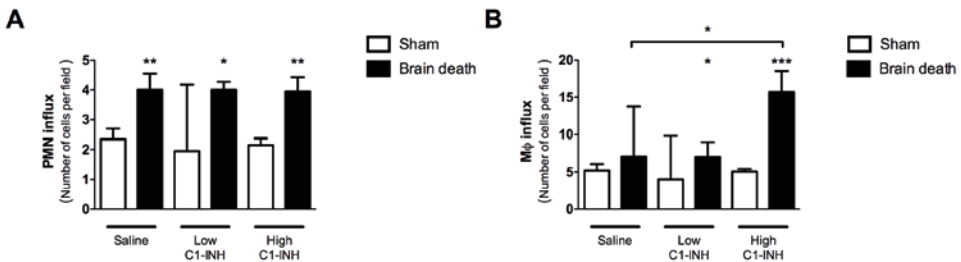 A
PMN influx
(Number of cells per field)
5
4
3
2
1
0
** * **
Saline
Low
C1-INH
High
C1-INH
Sham
Brain death
B
Mϕ influx
(Number of cells per field)
20
15
10
5
0
*
* ***
Saline
Low
C1-INH
High
C1-INH
Sham
Brain death